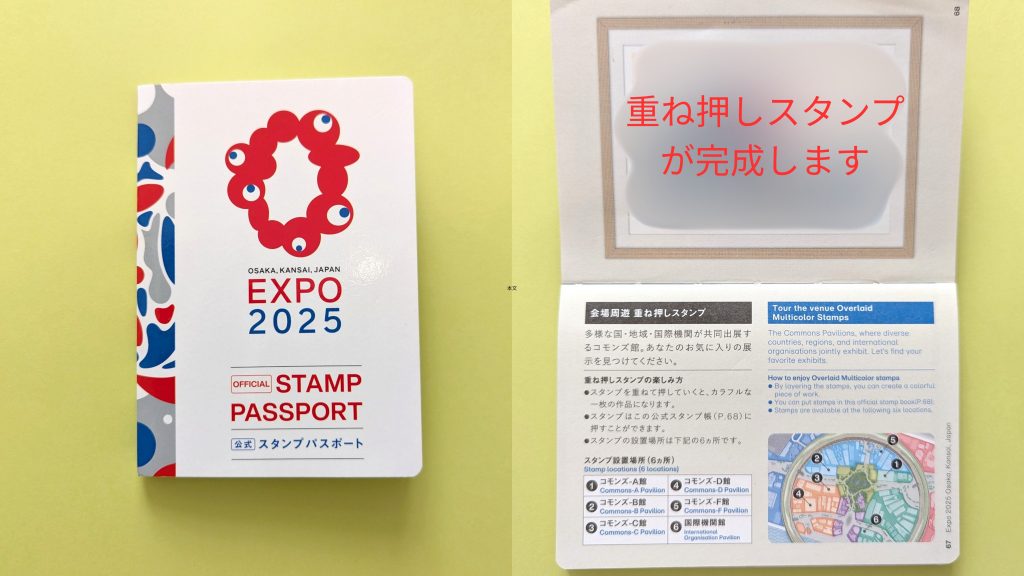 OSAKA, KANSAI, JAPAN
EXPO
2025
OFFICIAL STAMP
PASSPORT
公式 スタンプパスポート
本文
68
重ね押しスタンプ
が完成します
会場周遊 重ね押しスタンプ
多様な国・地域・国際機関が共同出展す
るコモンズ館。あなたのお気に入りの展
示を見つけてください。
重ね押しスタンプの楽しみ方
●スタンプを重ねて押していくと、カラフルな
一枚の作品になります。
●スタンプはこの公式スタンプ帳(P.68)に
押すことができます。
●スタンプの設置場所は下記の6ヵ所です。
スタンプ設置場所(6ヵ所)
Stamp locations (6 locations)
1 コモンズ-A館
Commons-A Pavilion
4 コモンズ-D館
Commons-D Pavilion
2 コモンズ-B館
Commons-B Pavilion
5 コモンズ-F館
Commons-F Pavilion
3 コモンズ-C館
Commons-C Pavilion
6 国際機関館
International
Organisation Pavilion
Tour the venue Overlaid
Multicolor Stamps
The Commons Pavilions, where diverse
countries, regions, and international
organisations jointly exhibit. Let's find your
favorite exhibits.
How to enjoy Overlaid Multicolor stamps
● By layering the stamps, you can create a colorful
piece of work.
● You can put stamps in this official stamp book(P.68).
● Stamps are available at the following six locations.
5
2
1
3
4
6
67 Expo 2025 Osaka, Kansai, Japan